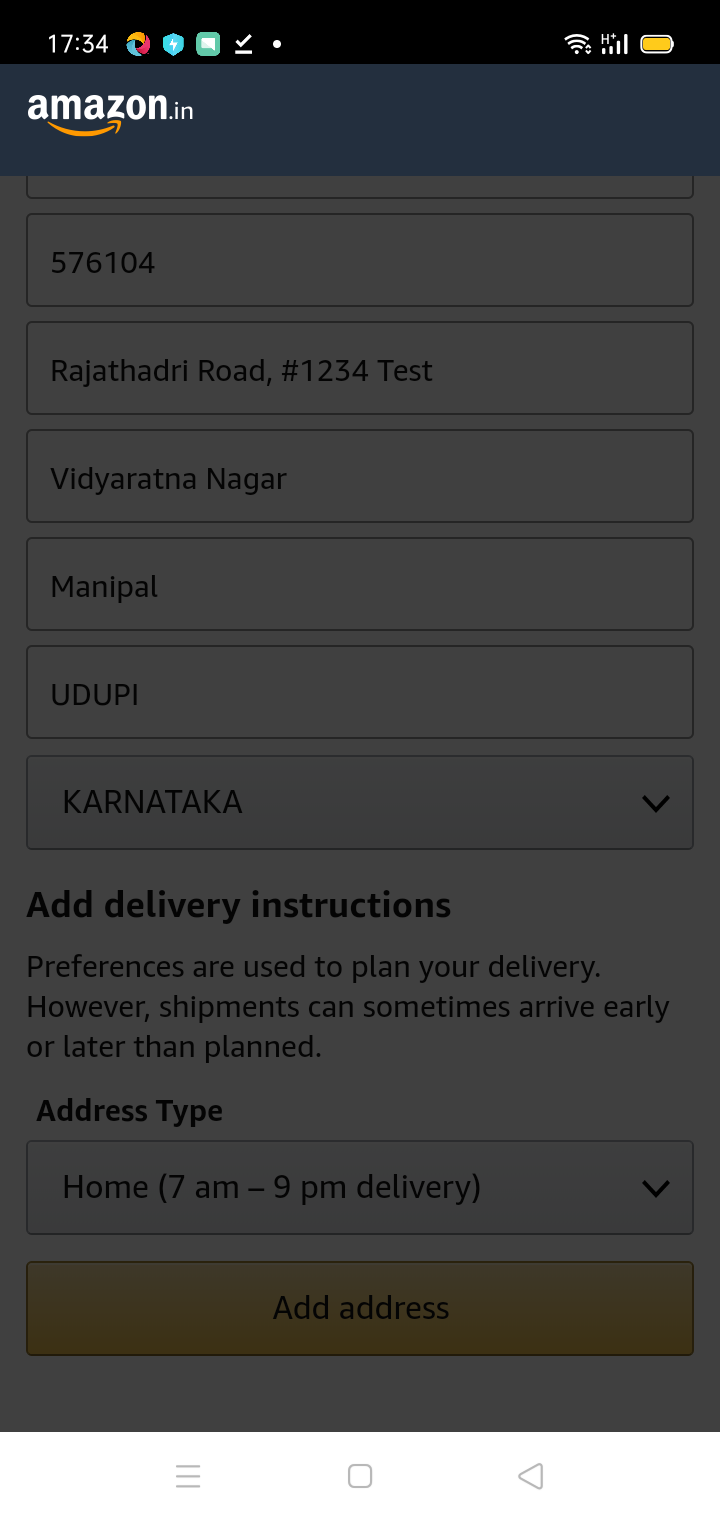 17:34
H+
amazon.in
576104
Rajathadri Road, #1234 Test
Vidyaratna Nagar
Manipal
UDUPI
KARNATAKA
Add delivery instructions
Preferences are used to plan your delivery.
However, shipments can sometimes arrive early
or later than planned.
Address Type
Home (7 am – 9 pm delivery)
Add address